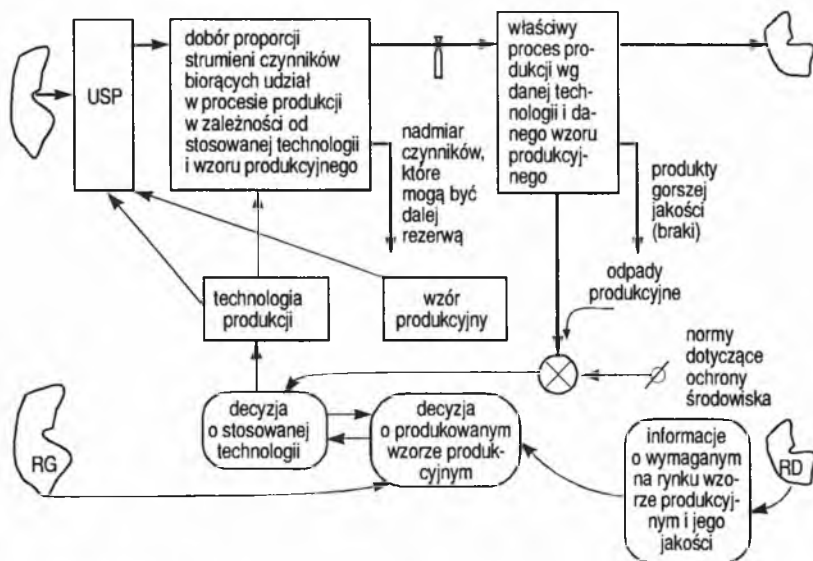 USP
dobór proporcji
strumieni czynników
biorących udział
w procesie produkcji
w zależności od
stosowanej technologii
i wzoru produkcyjnego
nadmiar
czynników,
które
mogą być
dalej
rezerwą
właściwy
proces pro-
dukcji wg
danej tech-
nologii i da-
nego wzoru
produkcyj-
nego
produkty
gorszej
jakości
(braki)
odpady
produkcyjne
technologia
produkcji
wzór
produkcyjny
normy
dotyczące
ochrony
środowiska
RG
decyzja
o stosowanej
technologii
decyzja
o produkowanym
wzorze produk-
cyjnym
informacje
o wymaganym
na rynku wzo-
rze produkcyj-
nym i jego
jakości
RD